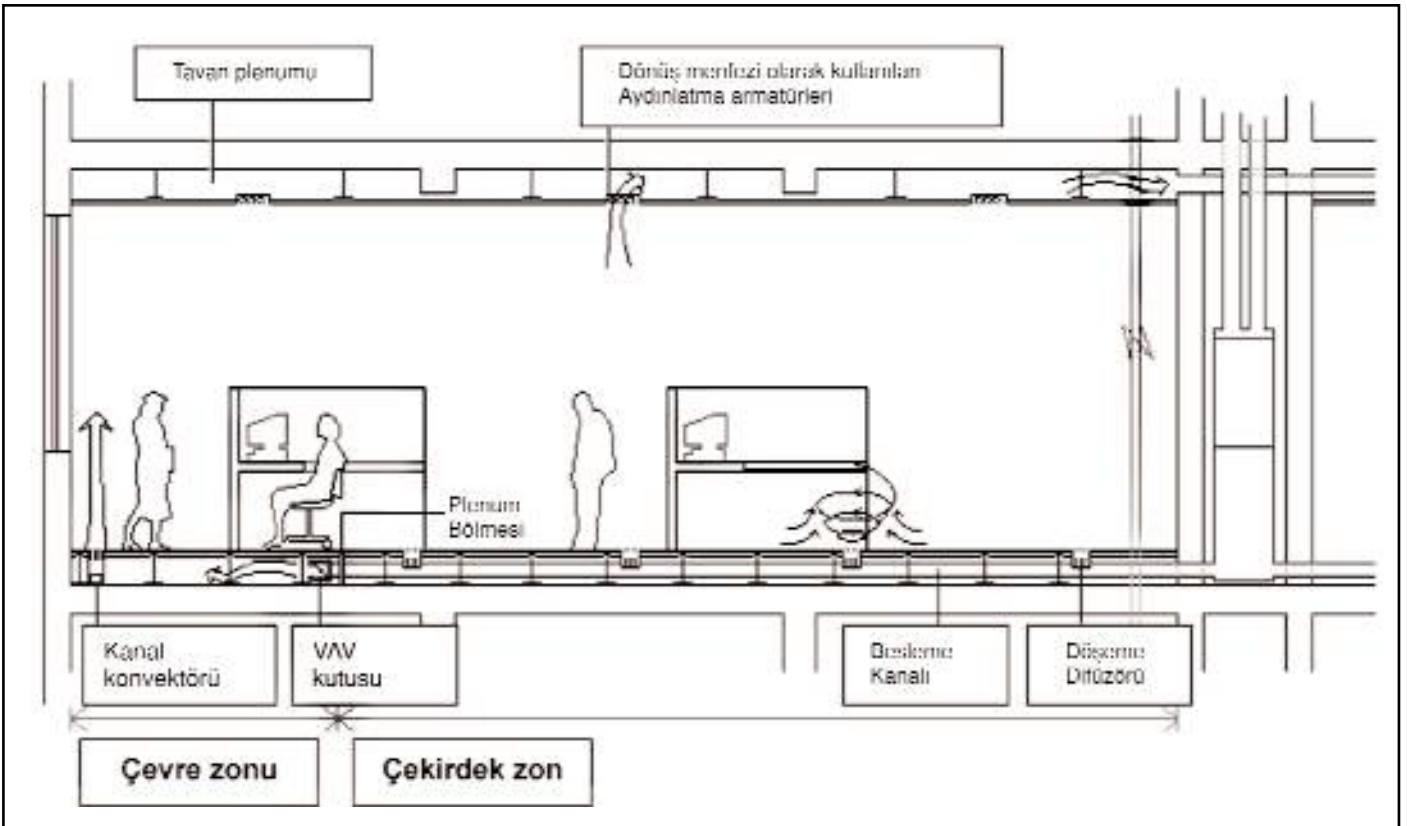 Tavan plenumu
Dönüş menfezi olarak kullanılan
Aydınlatma armatürleri
Plenum
Bölmesi
Kanal
konvektörü
VAV
kutusu
Besleme
Kanalı
Döşeme
Difüzörü
Çevre zonu
Çekirdek zon